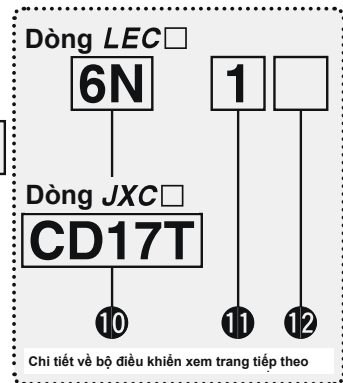 Dòng LEC□
6N 1
Dòng JXC□
CD17T
⑩ ⑪ ⑫
Chi tiết về bộ điều khiển xem trang tiếp theo